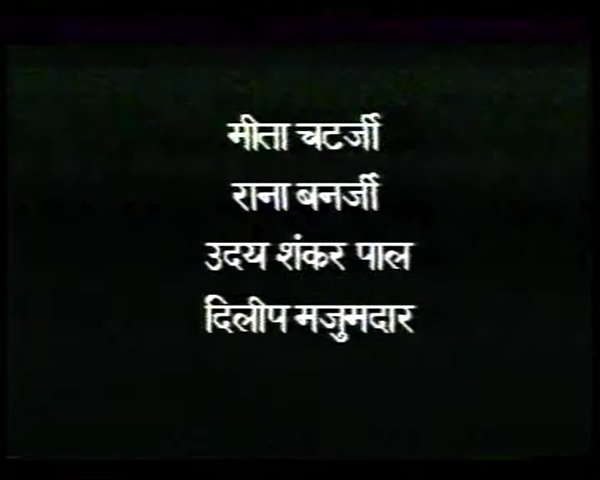 मीता चटर्जी
राना बनर्जी
उदय शंकर पाल
दिलीप मजुमदार